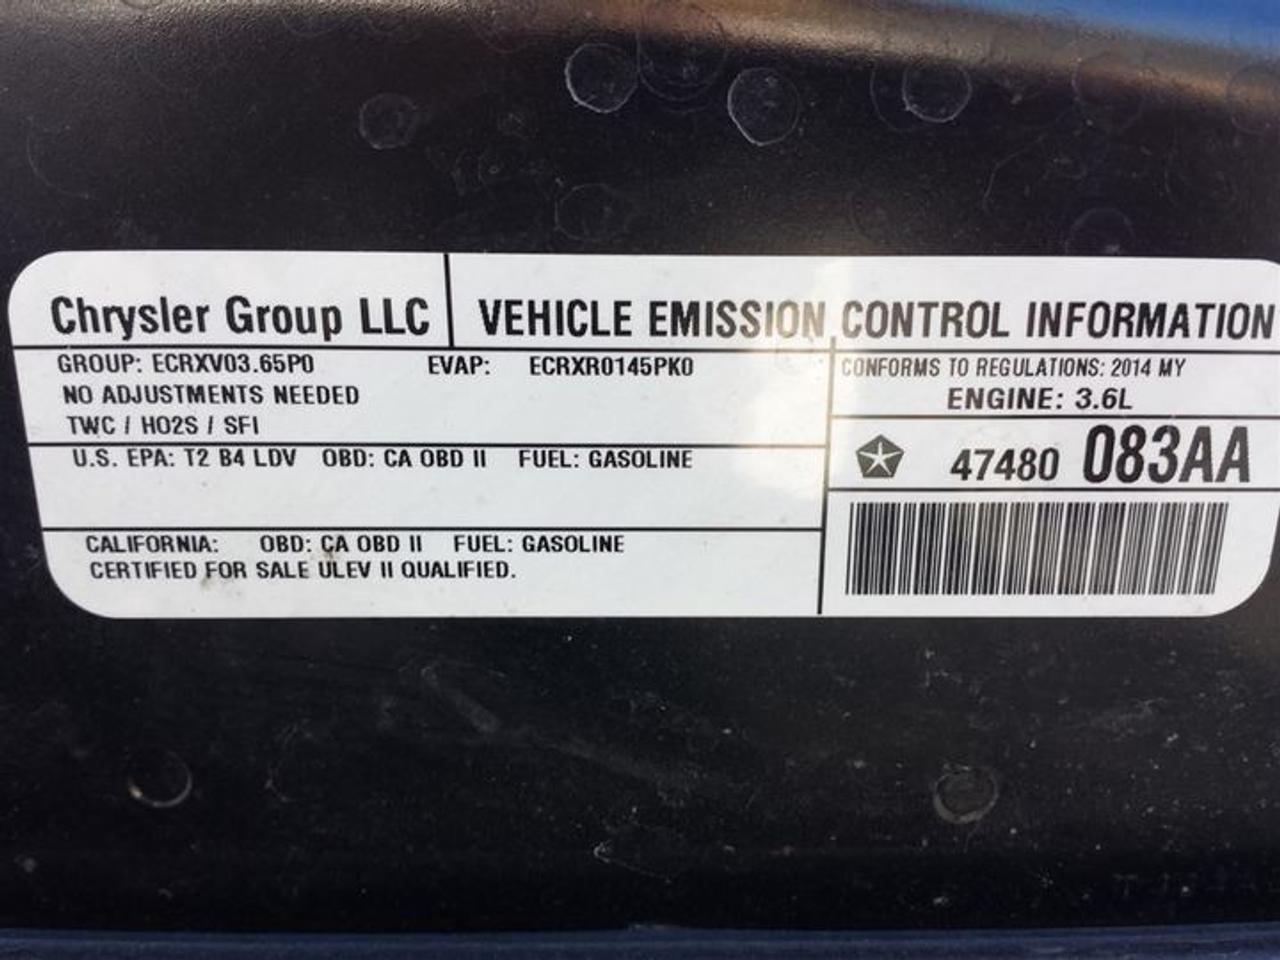 Chrysler Group LLC VEHICLE EMISSION CONTROL INFORMATION
GROUP: ECRXV03.65P0 EVAP: ECRXR0145PK0
NO ADJUSTMENTS NEEDED
TWC / HO2S / SFI
U.S. EPA: T2 B4 LDV OBD: CA OBD II FUEL: GASOLINE
CALIFORNIA: OBD: CA OBD II FUEL: GASOLINE
CERTIFIED FOR SALE ULEV II QUALIFIED.
CONFORMS TO REGULATIONS: 2014 MY
ENGINE: 3.6L
47480 083AA